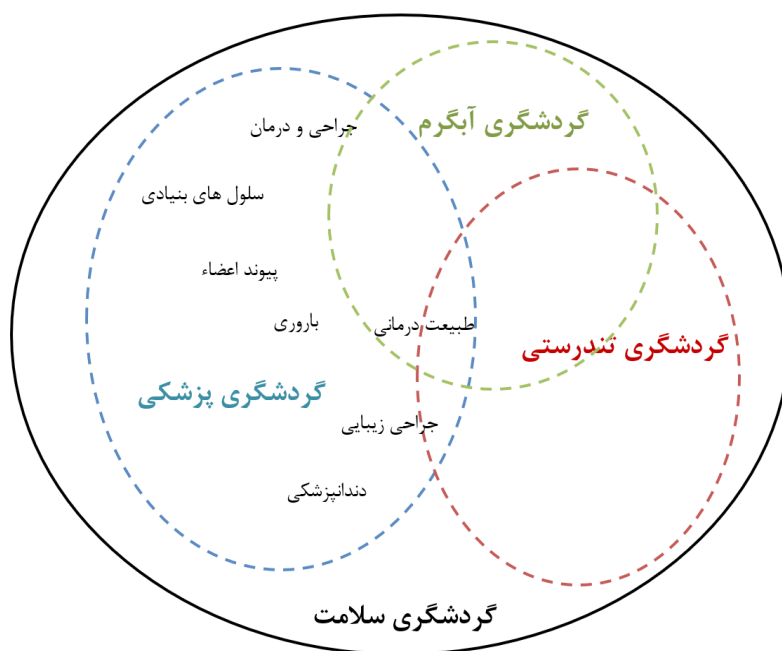 گردشگری آبگرم
جراحی و درمان
سلول های بنیادی
پیوند اعضاء
باروری
طبیعت درمانی
گردشگری تندرستی
گردشگری پزشکی
جراحی زیبایی
دندانپزشکی
گردشگری سلامت